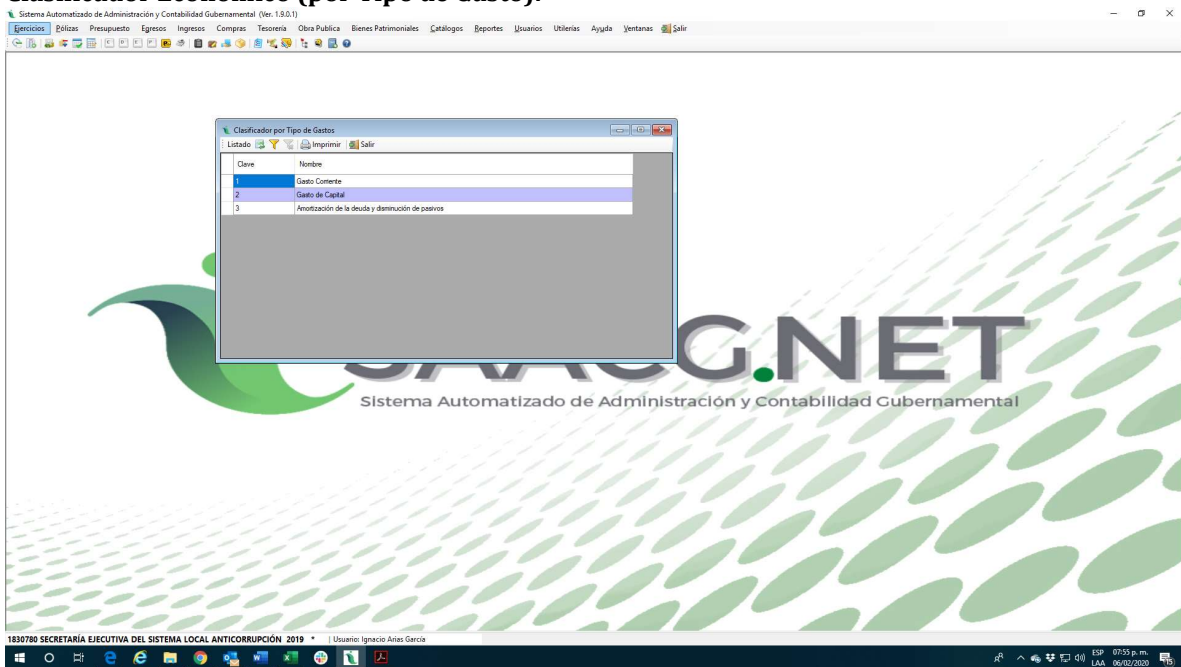 Clasificador Económico (por Tipo de Gasto).
Sistema Automatizado de Administración y Contabilidad Gubernamental (Ver. 1.9.0.1)
Ejercicios Pólizas Presupuesto Egresos Ingresos Compras Tesorería Obra Publica Bienes Patrimoniales Catálogos Reportes Usuarios Utilerías Ayuda Ventanas Salir
Clasificador por Tipo de Gastos
Listado Imprimir Salir
Clave Nombre
1 Gasto Corriente
2 Gasto de Capital
3 Amortización de la deuda y disminución de pasivos
SAACG.NET
Sistema Automatizado de Administración y Contabilidad Gubernamental
1830780 SECRETARÍA EJECUTIVA DEL SISTEMA LOCAL ANTICORRUPCIÓN 2019 * | Usuario: Ignacio Arias García
ESP 07:55 p. m.
LAA 06/02/2020
15